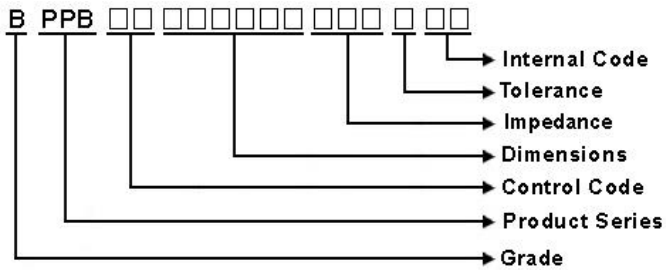 B PPB □□ □□□□□□ □□□ □ □□
Internal Code
Tolerance
Impedance
Dimensions
Control Code
Product Series
Grade